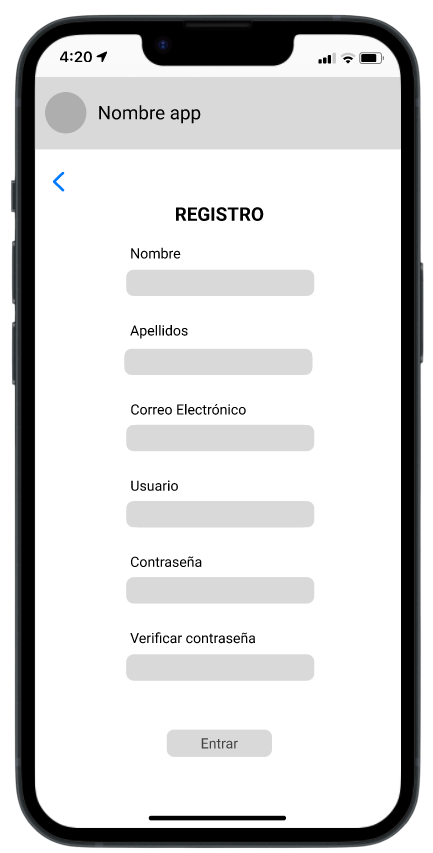 4:20
Nombre app
REGISTRO
Nombre
Apellidos
Correo Electrónico
Usuario
Contraseña
Verificar contraseña
Entrar